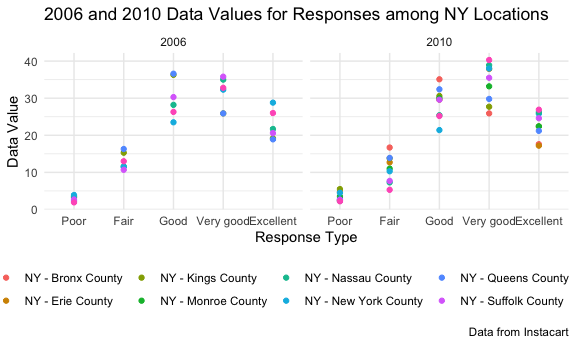 2006 and 2010 Data Values for Responses among NY Locations
2006 2010
Data Value
40
30
20
10
0
Poor Fair Good Very good Excellent Poor Fair Good Very good Excellent
Response Type
NY - Bronx County NY - Kings County NY - Nassau County NY - Queens County
NY - Erie County NY - Monroe County NY - New York County NY - Suffolk County
Data from Instacart